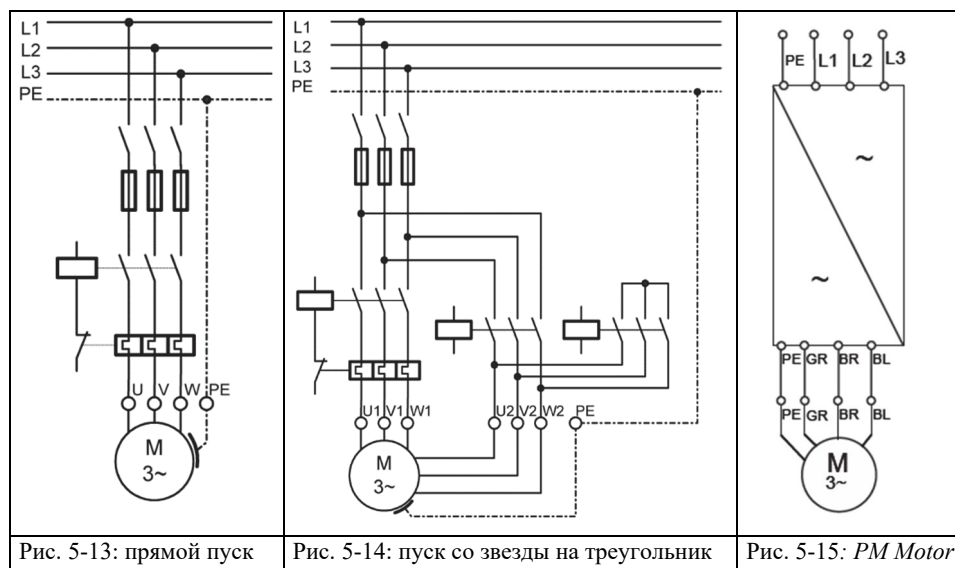 L1
L2
L3
PE
U V W PE
M
3~
Рис. 5-13: прямой пуск
L1
L2
L3
PE
U1 V1 W1 U2 V2 W2 PE
M
3~
Рис. 5-14: пуск со звезды на треугольник
PE L1 L2 L3
~
~
PE GR BR BL
PE GR BR BL
M
3~
Рис. 5-15: PM Motor